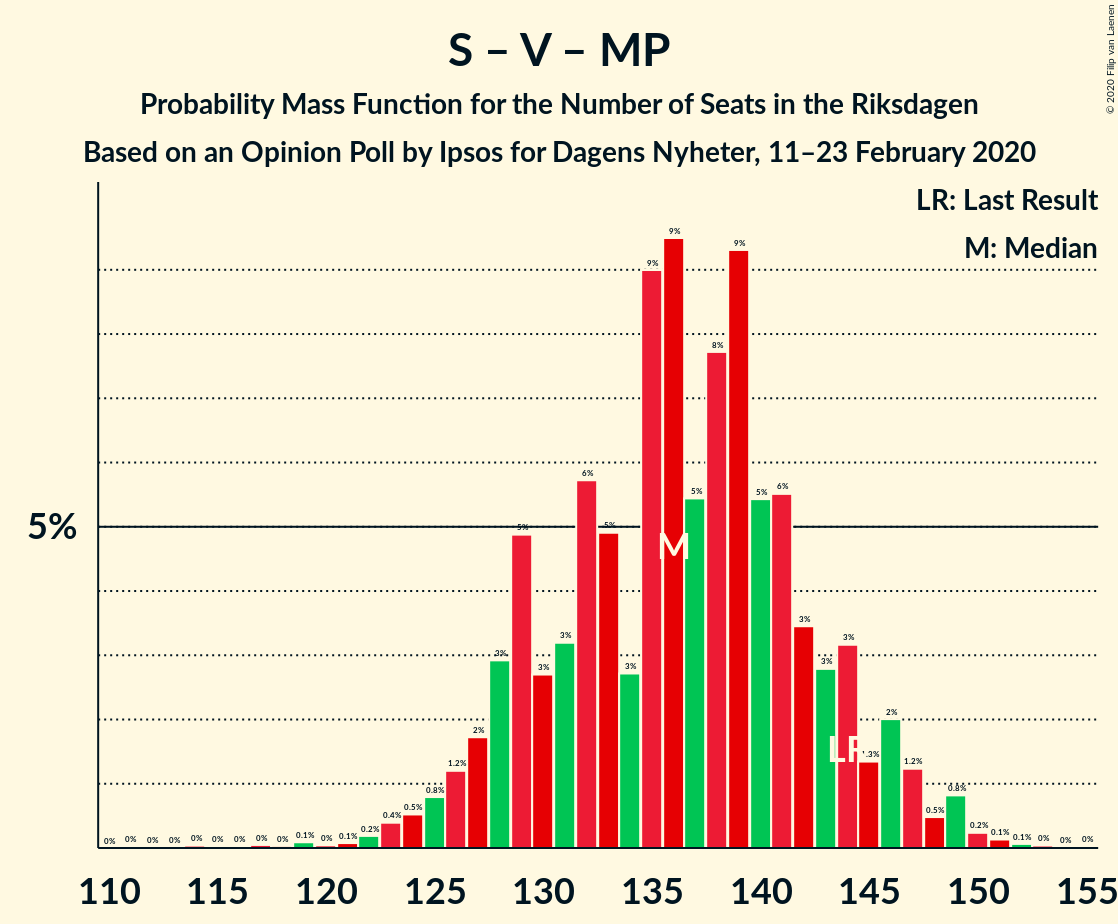 S – V – MP
Probability Mass Function for the Number of Seats in the Riksdagen
Based on an Opinion Poll by Ipsos for Dagens Nyheter, 11–23 February 2020
© 2020 Filip van Laenen
LR: Last Result
M: Median
5%
0% 0% 0% 0% 0% 0% 0% 0% 0% 0.1% 0% 0.1% 0.2% 0.4% 0.5% 0.8% 1.2% 2% 3% 5% 3% 3% 6% 5% 3% 9% 9% 5% 8% 9% 5% 6% 3% 3% 3% 1.3% 2% 1.2% 0.5% 0.8% 0.2% 0.1% 0.1% 0% 0% 0%
M
LR
110 115 120 125 130 135 140 145 150 155